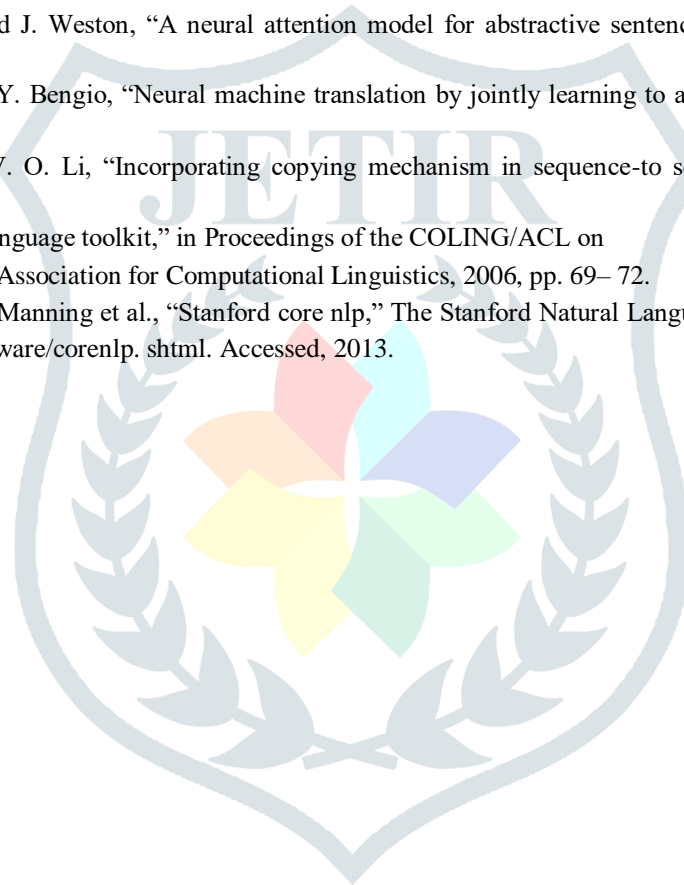 d J. Weston, “A neural attention model for abstractive sentenc
Y. Bengio, “Neural machine translation by jointly learning to a
V. O. Li, “Incorporating copying mechanism in sequence-to s
JETIR
nguage toolkit,” in Proceedings of the COLING/ACL on
Association for Computational Linguistics, 2006, pp. 69– 72.
Manning et al., “Stanford core nlp,” The Stanford Natural Langu
ware/corenlp. shtml. Accessed, 2013.